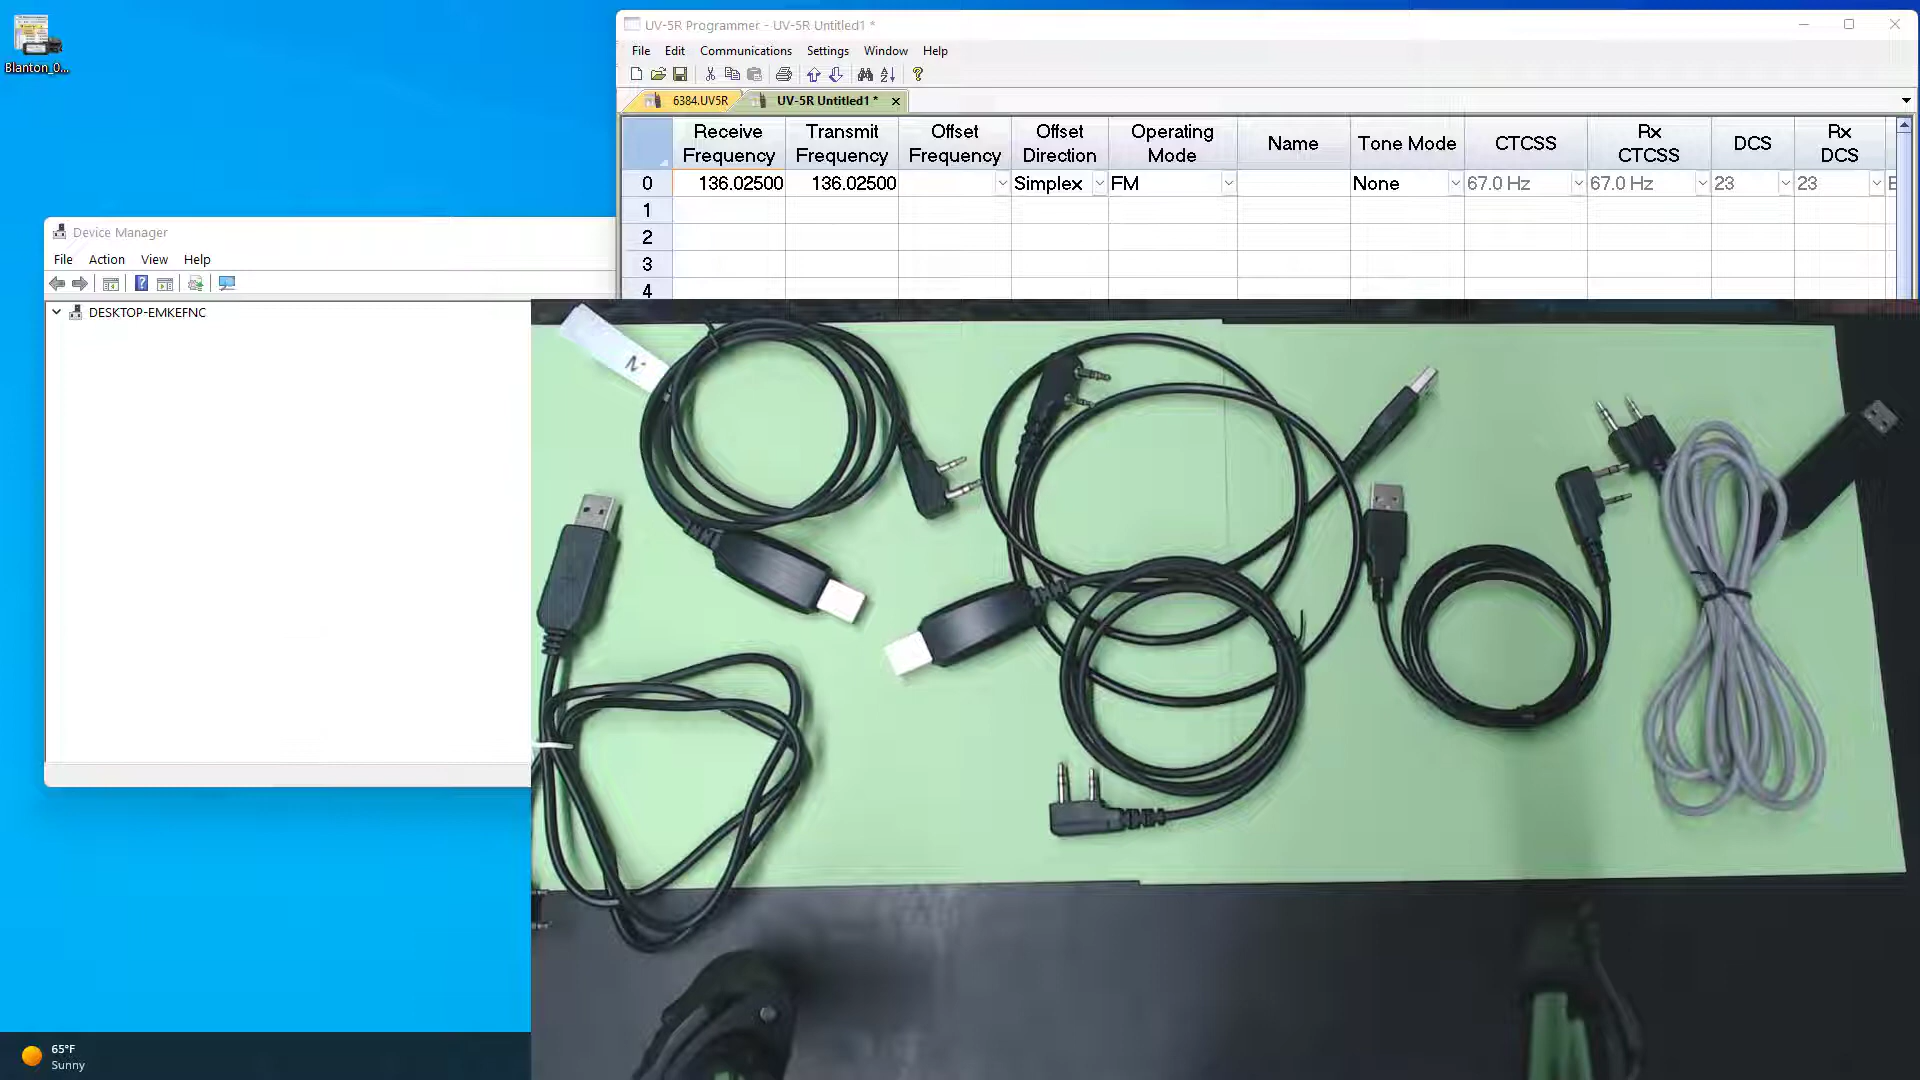 Blanton_0...
UV-5R Programmer - UV-5R Untitled1 *
File Edit Communications Settings Window Help
6384.UV5R UV-5R Untitled1 *
Receive Frequency Transmit Frequency Offset Frequency Offset Direction Operating Mode Name Tone Mode CTCSS Rx CTCSS DCS Rx DCS
0 136.02500 136.02500 Simplex FM None 67.0 Hz 67.0 Hz 23 23
1
2
3
4
Device Manager
File Action View Help
DESKTOP-EMKEFNC
N
65°F
Sunny